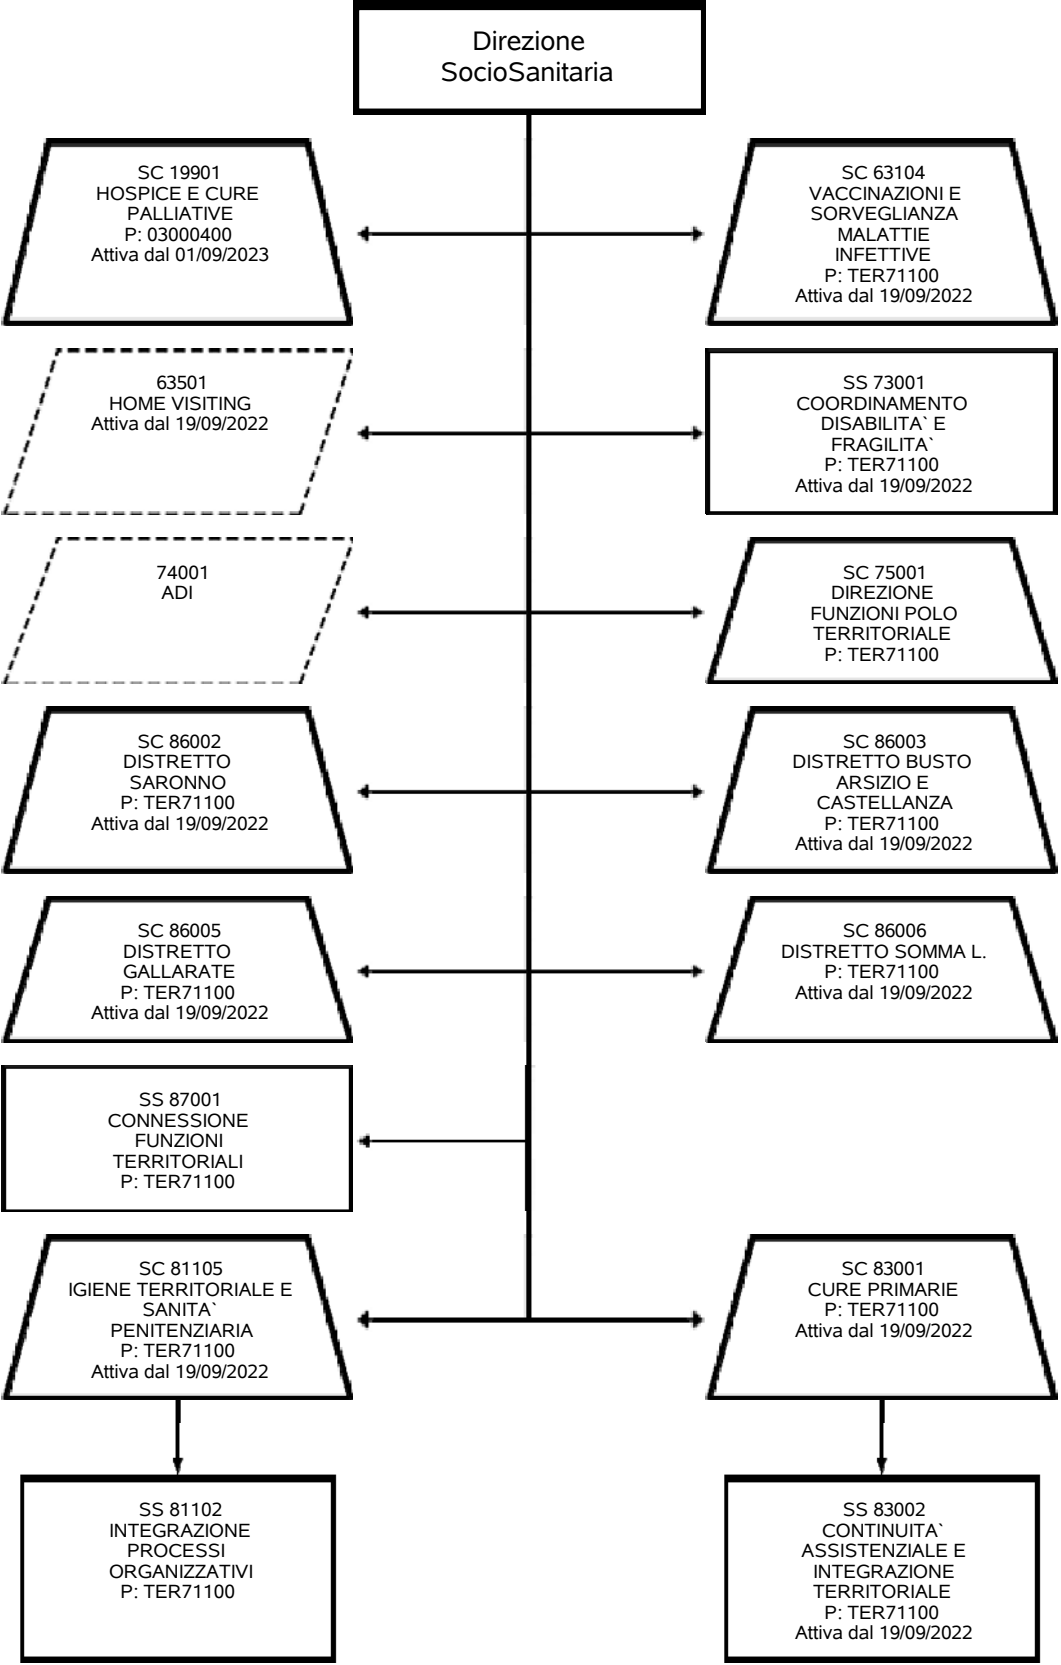 Direzione
SocioSanitaria
SC 19901
HOSPICE E CURE
PALLIATIVE
P: 03000400
Attiva dal 01/09/2023
SC 63104
VACCINAZIONI E
SORVEGLIANZA
MALATTIE
INFETTIVE
P: TER71100
Attiva dal 19/09/2022
63501
HOME VISITING
Attiva dal 19/09/2022
SS 73001
COORDINAMENTO
DISABILITA` E
FRAGILITA`
P: TER71100
Attiva dal 19/09/2022
74001
ADI
SC 75001
DIREZIONE
FUNZIONI POLO
TERRITORIALE
P: TER71100
SC 86002
DISTRETTO
SARONNO
P: TER71100
Attiva dal 19/09/2022
SC 86003
DISTRETTO BUSTO
ARSIZIO E
CASTELLANZA
P: TER71100
Attiva dal 19/09/2022
SC 86005
DISTRETTO
GALLARATE
P: TER71100
Attiva dal 19/09/2022
SC 86006
DISTRETTO SOMMA L.
P: TER71100
Attiva dal 19/09/2022
SS 87001
CONNESSIONE
FUNZIONI
TERRITORIALI
P: TER71100
SC 81105
IGIENE TERRITORIALE E
SANITA`
PENITENZIARIA
P: TER71100
Attiva dal 19/09/2022
SC 83001
CURE PRIMARIE
P: TER71100
Attiva dal 19/09/2022
SS 81102
INTEGRAZIONE
PROCESSI
ORGANIZZATIVI
P: TER71100
SS 83002
CONTINUITA`
ASSISTENZIALE E
INTEGRAZIONE
TERRITORIALE
P: TER71100
Attiva dal 19/09/2022